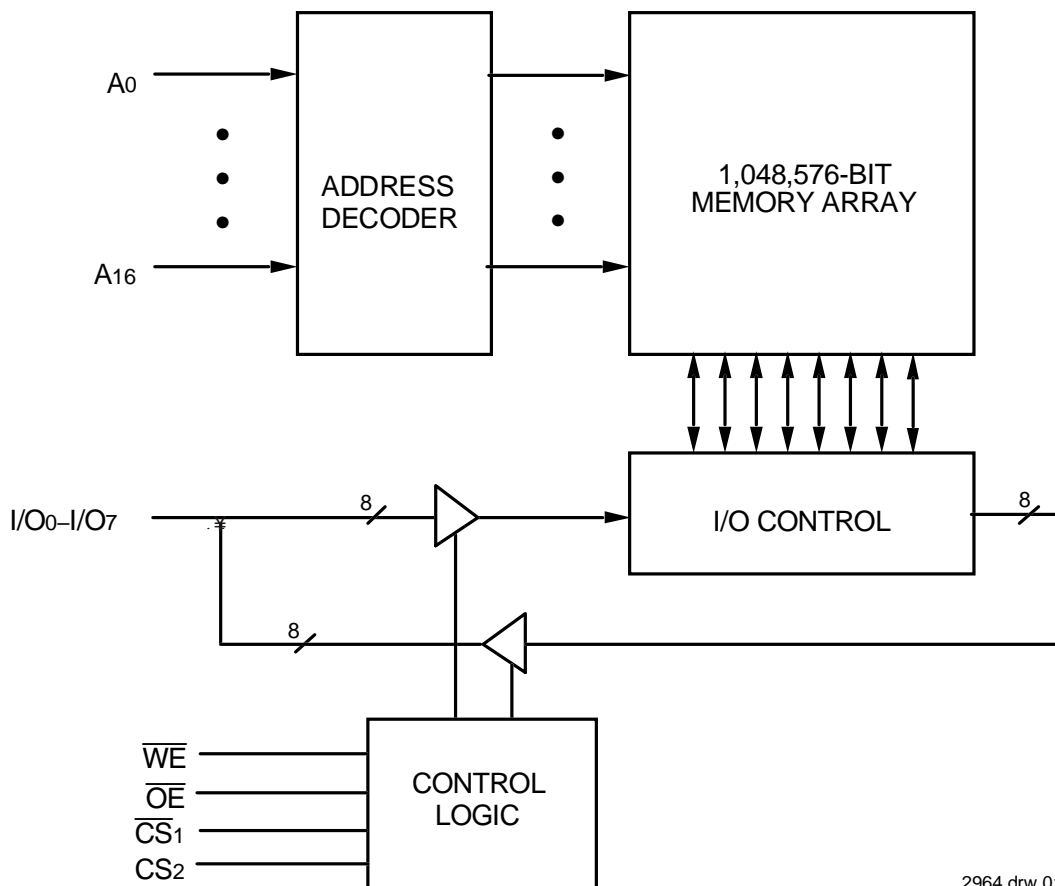 A0
A16
ADDRESS
DECODER
1,048,576-BIT
MEMORY ARRAY
I/O0–I/O7
8
¥
I/O CONTROL
8
8
WE
OE
CS1
CS2
CONTROL
LOGIC